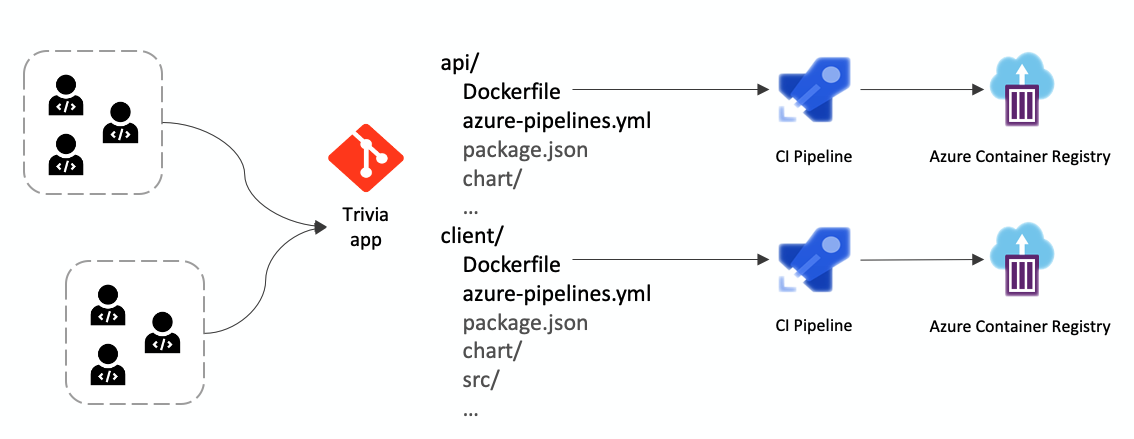 Trivia
app
api/
Dockerfile
azure-pipelines.yml
package.json
chart/
...
client/
Dockerfile
azure-pipelines.yml
package.json
chart/
src/
...
CI Pipeline
Azure Container Registry
CI Pipeline
Azure Container Registry